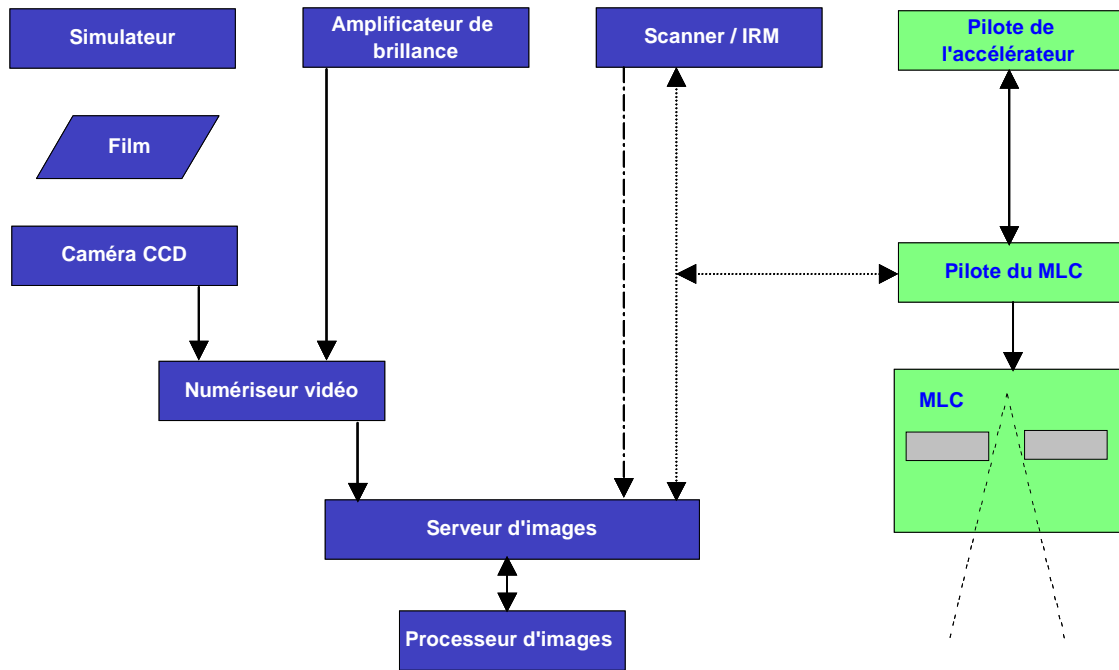 Simulateur
Amplificateur de
brillance
Scanner / IRM
Pilote de
l'accélérateur
Film
Caméra CCD
Pilote du MLC
Numériseur vidéo
MLC
Serveur d'images
Processeur d'images